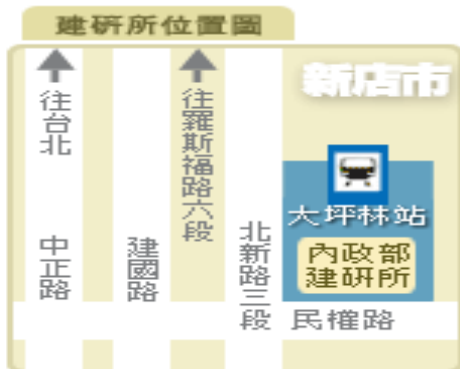 建研所位置圖
新店市
往台北
往羅斯福路六段
大坪林站
內政部
建研所
中正路
建國路
北新路三段
民權路